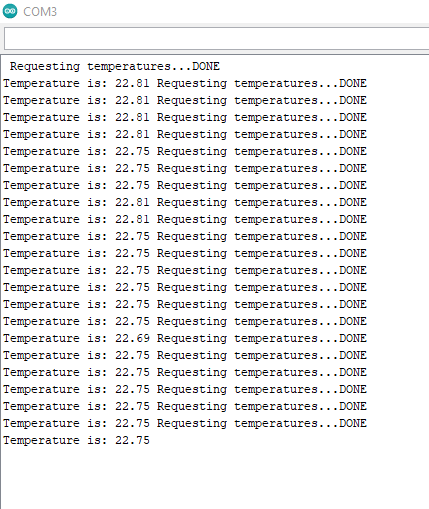 COM3
Requesting temperatures...DONE
Temperature is: 22.81 Requesting temperatures...DONE
Temperature is: 22.81 Requesting temperatures...DONE
Temperature is: 22.81 Requesting temperatures...DONE
Temperature is: 22.81 Requesting temperatures...DONE
Temperature is: 22.75 Requesting temperatures...DONE
Temperature is: 22.75 Requesting temperatures...DONE
Temperature is: 22.75 Requesting temperatures...DONE
Temperature is: 22.81 Requesting temperatures...DONE
Temperature is: 22.81 Requesting temperatures...DONE
Temperature is: 22.75 Requesting temperatures...DONE
Temperature is: 22.75 Requesting temperatures...DONE
Temperature is: 22.75 Requesting temperatures...DONE
Temperature is: 22.75 Requesting temperatures...DONE
Temperature is: 22.75 Requesting temperatures...DONE
Temperature is: 22.75 Requesting temperatures...DONE
Temperature is: 22.69 Requesting temperatures...DONE
Temperature is: 22.75 Requesting temperatures...DONE
Temperature is: 22.75 Requesting temperatures...DONE
Temperature is: 22.75 Requesting temperatures...DONE
Temperature is: 22.75 Requesting temperatures...DONE
Temperature is: 22.75 Requesting temperatures...DONE
Temperature is: 22.75